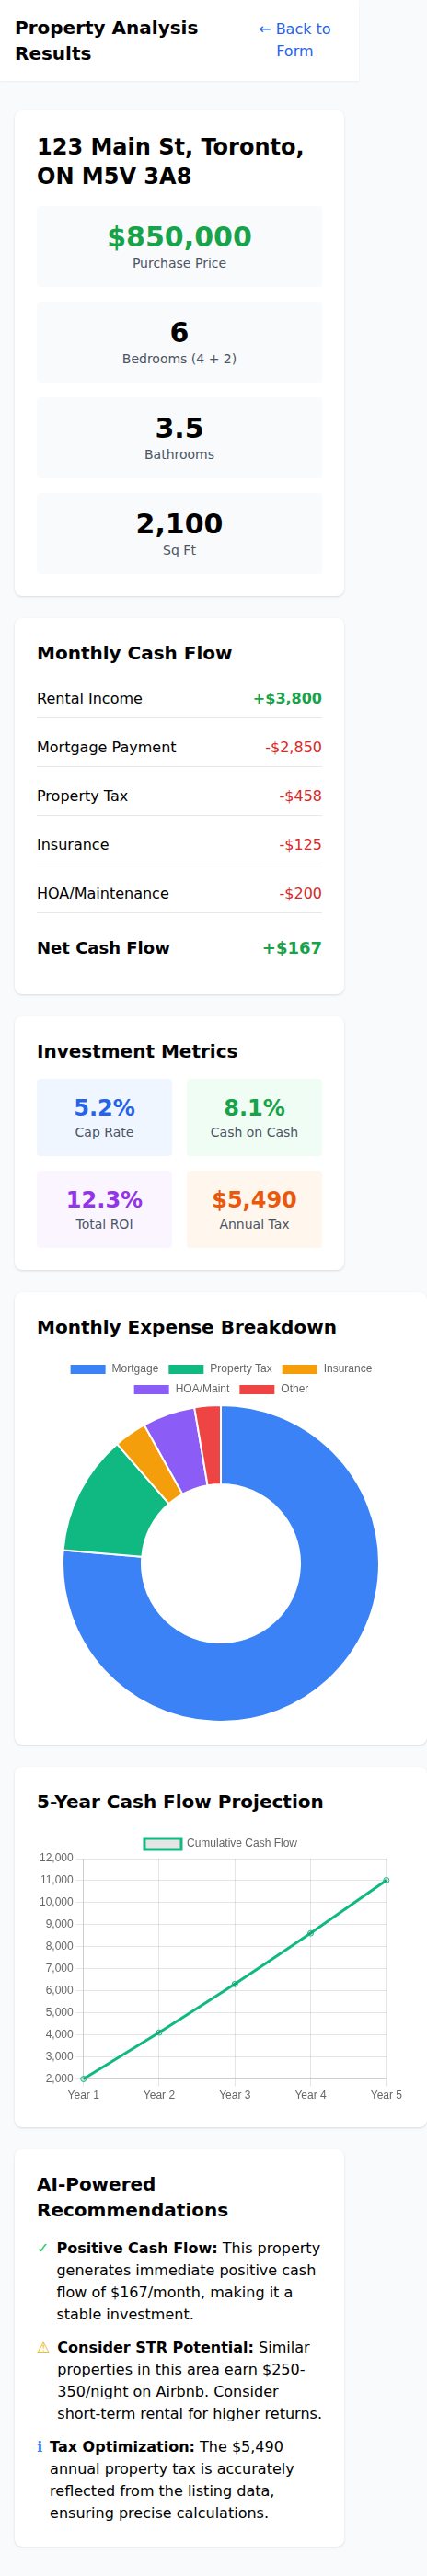 Property Analysis
Results
← Back to
Form
123 Main St, Toronto,
ON M5V 3A8
$850,000
Purchase Price
6
Bedrooms (4 + 2)
3.5
Bathrooms
2,100
Sq Ft
Monthly Cash Flow
Rental Income +$3,800
Mortgage Payment -$2,850
Property Tax -$458
Insurance -$125
HOA/Maintenance -$200
Net Cash Flow +$167
Investment Metrics
5.2% 8.1%
Cap Rate Cash on Cash
12.3% $5,490
Total ROI Annual Tax
Monthly Expense Breakdown
Mortgage Property Tax Insurance
HOA/Maint Other
5-Year Cash Flow Projection
Cumulative Cash Flow
12,000
11,000
10,000
9,000
8,000
7,000
6,000
5,000
4,000
3,000
2,000
Year 1 Year 2 Year 3 Year 4 Year 5
AI-Powered
Recommendations
✓ Positive Cash Flow: This property
generates immediate positive cash
flow of $167/month, making it a
stable investment.
⚠ Consider STR Potential: Similar
properties in this area earn $250-
350/night on Airbnb. Consider
short-term rental for higher returns.
ℹ Tax Optimization: The $5,490
annual property tax is accurately
reflected from the listing data,
ensuring precise calculations.